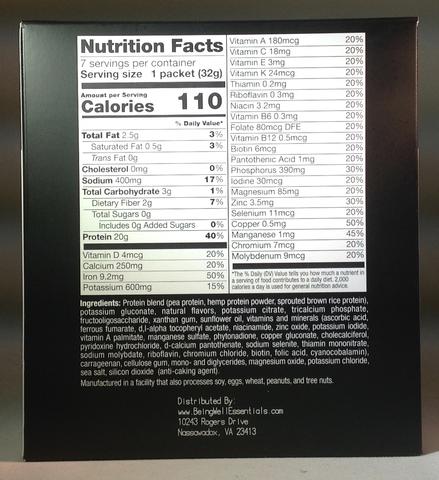 Nutrition Facts
7 servings per container
Serving size 1 packet (32g)
Amount per Serving
Calories 110
% Daily Value*
Total Fat 2.5g 3%
Saturated Fat 0.5g 3%
Trans Fat 0g
Cholesterol 0mg 0%
Sodium 400mg 17%
Total Carbohydrate 3g 1%
Dietary Fiber 2g 7%
Total Sugars 0g
Includes 0g Added Sugars 0%
Protein 20g 40%
Vitamin D 4mcg 20%
Calcium 250mg 20%
Iron 9.2mg 50%
Potassium 600mg 15%
Vitamin A 180mcg 20%
Vitamin C 18mg 20%
Vitamin E 3mg 20%
Vitamin K 24mcg 20%
Thiamin 0.2mg 20%
Riboflavin 0.3mg 20%
Niacin 3.2mg 20%
Vitamin B6 0.3mg 20%
Folate 80mcg DFE 20%
Vitamin B12 0.5mcg 20%
Biotin 6mcg 20%
Pantothenic Acid 1mg 20%
Phosphorus 390mg 30%
Iodine 30mcg 20%
Magnesium 85mg 20%
Zinc 3.5mg 30%
Selenium 11mcg 20%
Copper 0.5mg 50%
Manganese 1mg 45%
Chromium 7mcg 20%
Molybdenum 9mcg 20%
*The % Daily (DV) Value tells you how much a nutrient in
a serving of food contributes to a daily diet. 2,000
calories a day is used for general nutrition advice.
Ingredients: Protein blend (pea protein, hemp protein powder, sprouted brown rice protein),
potassium gluconate, natural flavors, potassium citrate, tricalcium phosphate,
fructooligosaccharide, xanthan gum, sunflower oil, vitamins and minerals (ascorbic acid,
ferrous fumarate, d,l-alpha tocopheryl acetate, niacinamide, zinc oxide, potassium iodide,
vitamin A palmitate, manganese sulfate, phytonadione, copper gluconate, cholecalciferol,
pyridoxine hydrochloride, d-calcium pantothenate, sodium selenite, thiamin mononitrate,
sodium molybdate, riboflavin, chromium chloride, biotin, folic acid, cyanocobalamin),
carrageenan, cellulose gum, mono- and diglycerides, magnesium oxide, potassium chloride,
sea salt, silicon dioxide (anti-caking agent).
Manufactured in a facility that also processes soy, eggs, wheat, peanuts, and tree nuts.
Distributed By:
www.BeingWellEssentials.com
10243 Rogers Drive
Nassawadox, VA 23413